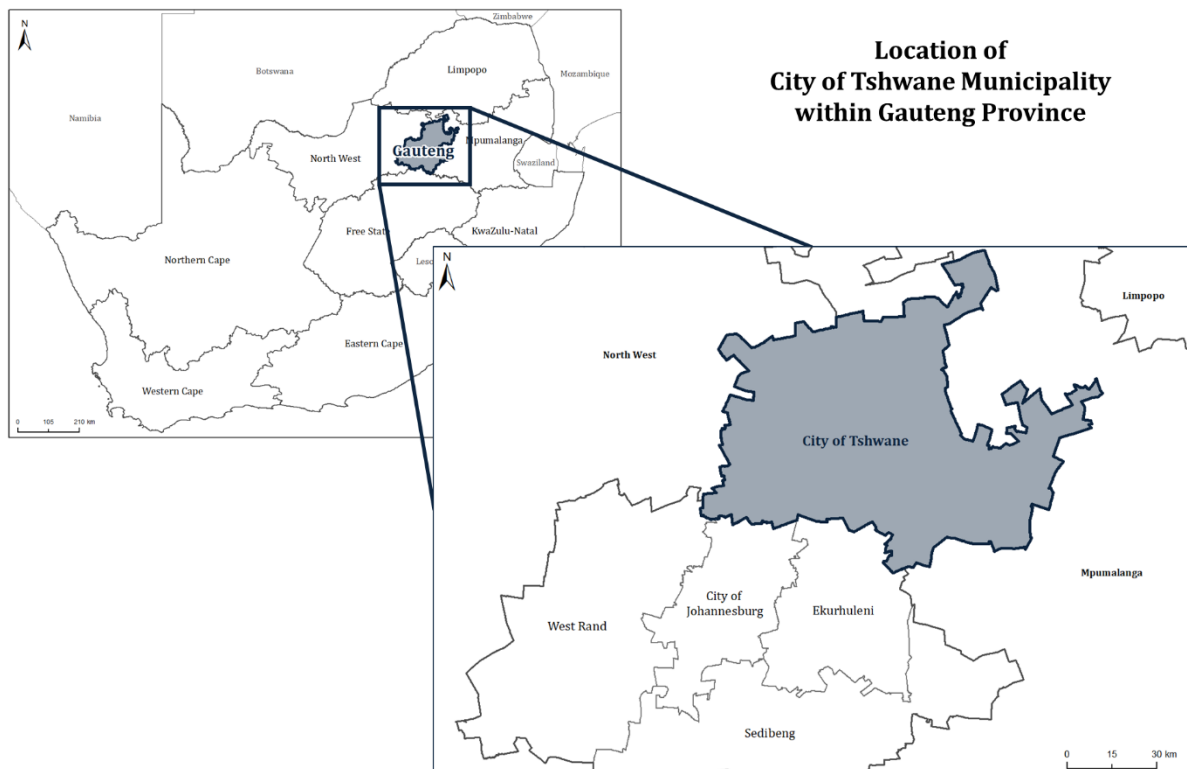 Location of
City of Tshwane Municipality
within Gauteng Province
N
Zimbabwe
Botswana
Limpopo
Mozambique
Namibia
Mpumalanga
Gauteng
North West
Swaziland
Free State
KwaZulu-Natal
Northern Cape
Eastern Cape
Western Cape
0 105 210 km
N
Limpopo
North West
City of Tshwane
Mpumalanga
City of
Johannesburg
Ekurhuleni
West Rand
Sedibeng
0 15 30 km